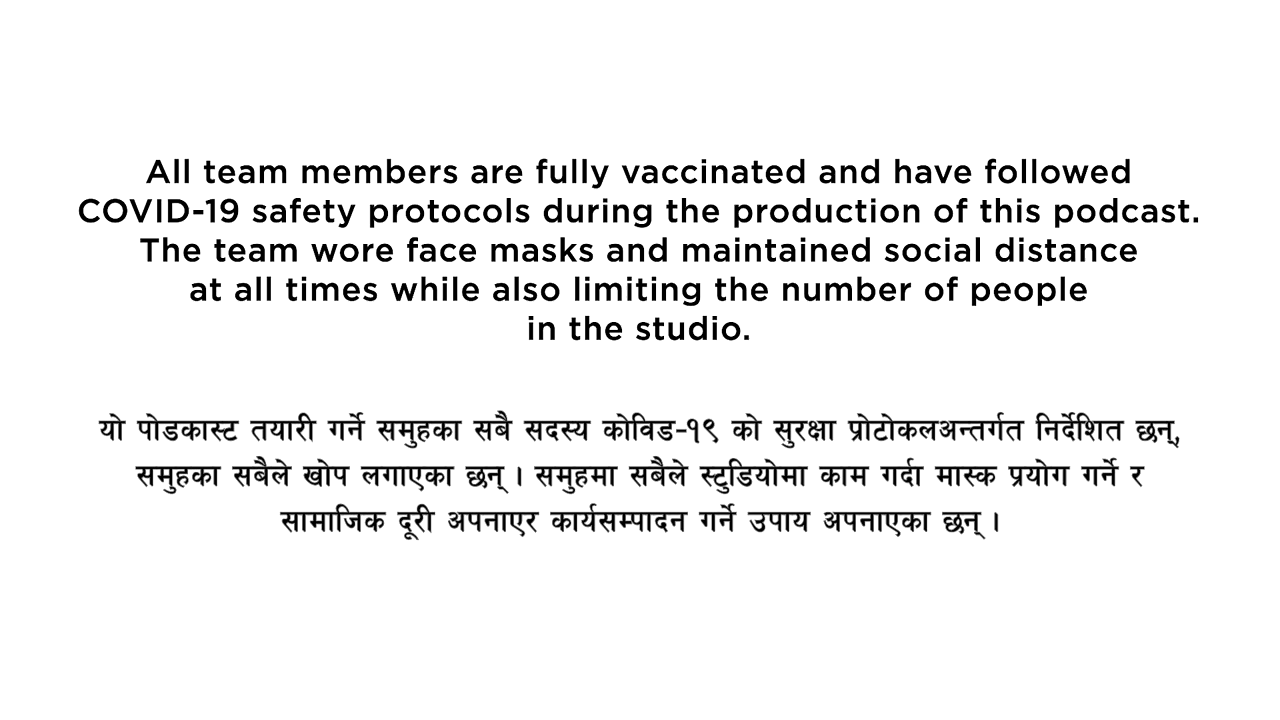 All team members are fully vaccinated and have followed
COVID-19 safety protocols during the production of this podcast.
The team wore face masks and maintained social distance
at all times while also limiting the number of people
in the studio.
यो पोडकास्ट तयारी गर्ने समुहका सबै सदस्य कोविड-१९ को सुरक्षा प्रोटोकलअन्तर्गत निर्देशित छन्,
समुहका सबैले खोप लगाएका छन् । समुहमा सबैले स्टुडियोमा काम गर्दा मास्क प्रयोग गर्ने र
सामाजिक दूरी अपनाएर कार्यसम्पादन गर्ने उपाय अपनाएका छन् ।